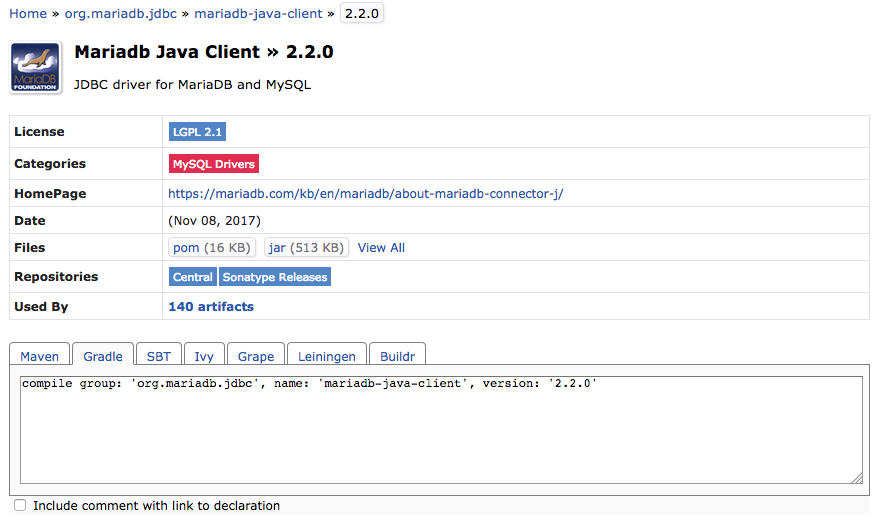 Home » org.mariadb.jdbc » mariadb-java-client » 2.2.0
MariaDB
FOUNDATION
Mariadb Java Client » 2.2.0
JDBC driver for MariaDB and MySQL
License LGPL 2.1
Categories MySQL Drivers
HomePage https://mariadb.com/kb/en/mariadb/about-mariadb-connector-j/
Date (Nov 08, 2017)
Files pom (16 KB) jar (513 KB) View All
Repositories Central Sonatype Releases
Used By 140 artifacts
Maven Gradle SBT Ivy Grape Leiningen Buildr
compile group: 'org.mariadb.jdbc', name: 'mariadb-java-client', version: '2.2.0'
Include comment with link to declaration